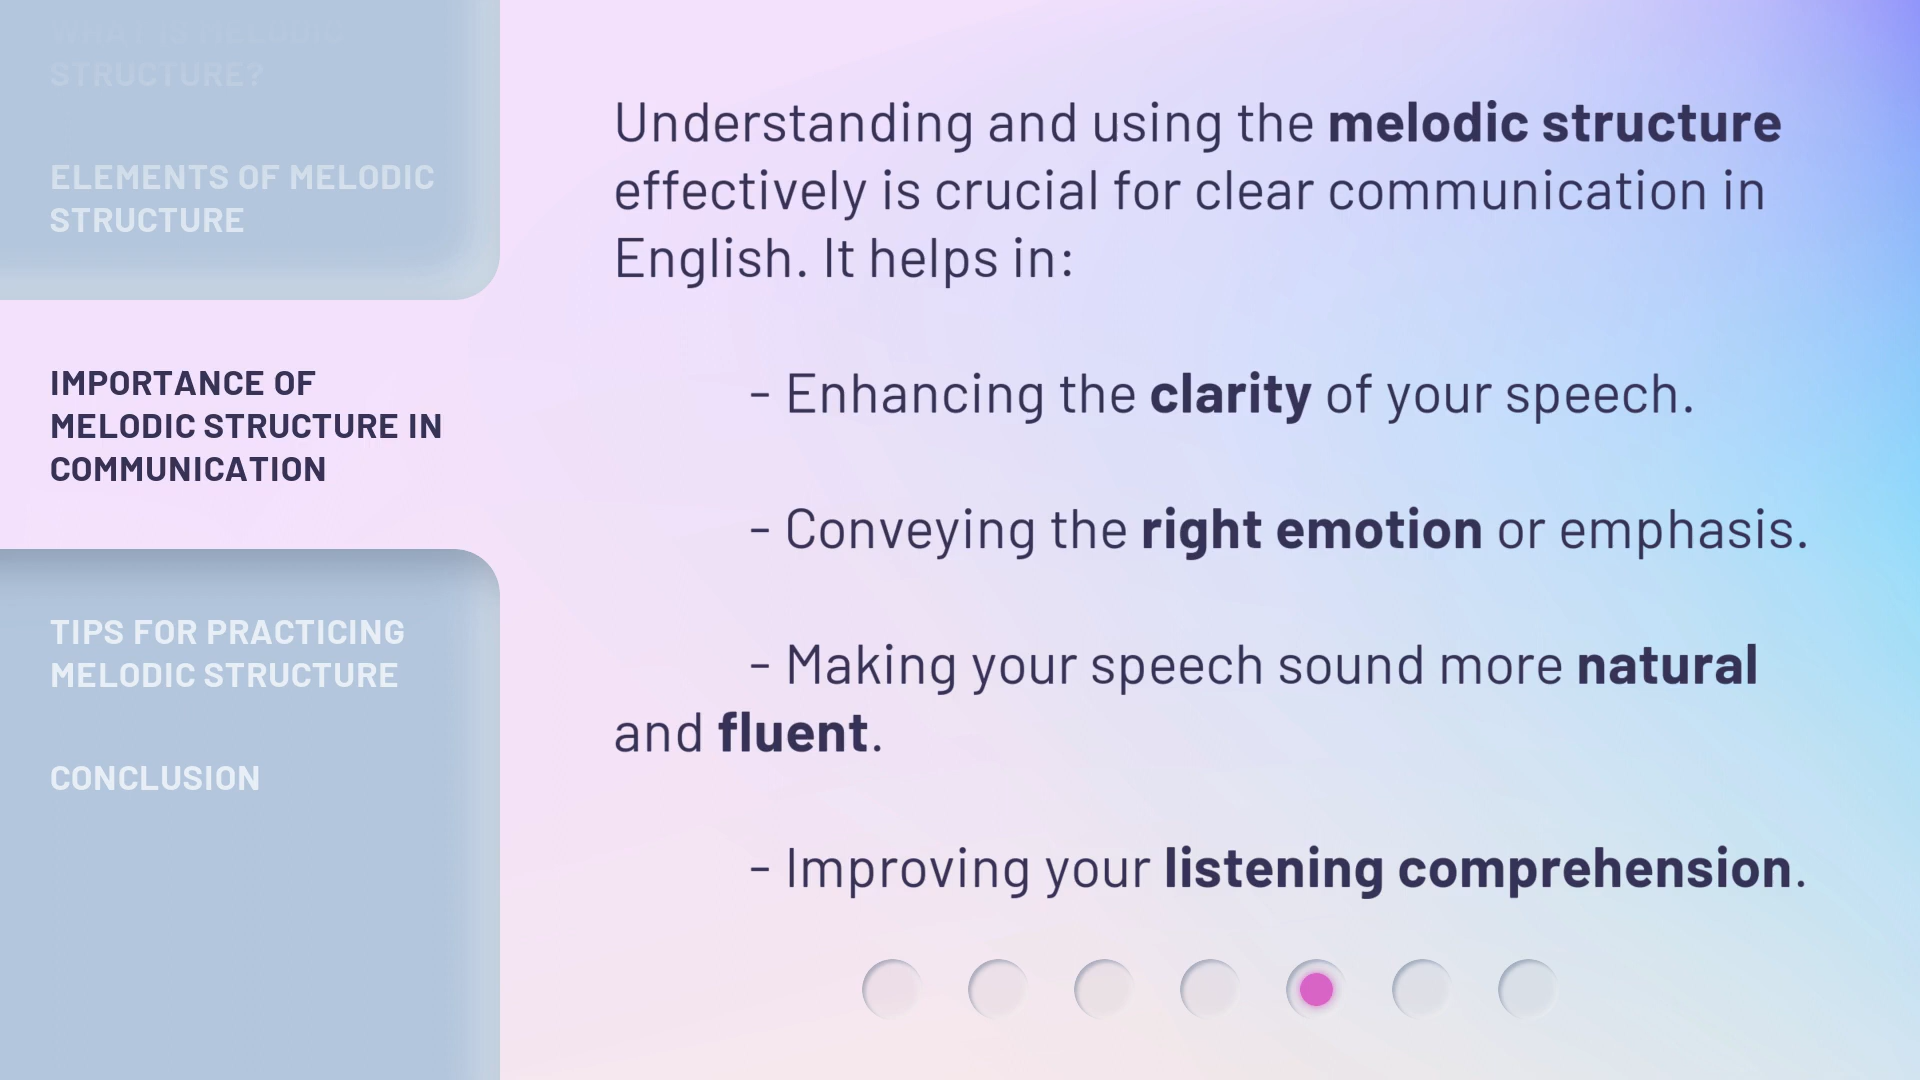 WHAT IS MELODIC
STRUCTURE?
ELEMENTS OF MELODIC
STRUCTURE
IMPORTANCE OF
MELODIC STRUCTURE IN
COMMUNICATION
TIPS FOR PRACTICING
MELODIC STRUCTURE
CONCLUSION
Understanding and using the melodic structure
effectively is crucial for clear communication in
English. It helps in:
- Enhancing the clarity of your speech.
- Conveying the right emotion or emphasis.
- Making your speech sound more natural
and fluent.
- Improving your listening comprehension.